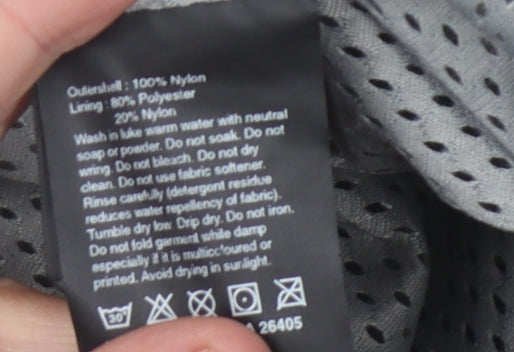 Outershell : 100% Nylon
Lining : 80% Polyester
20% Nylon
Wash in luke warm water with neutral
soap or powder. Do not soak. Do not
wring. Do not bleach. Do not dry
clean. Do not use fabric softener.
Rinse carefully (detergent residue
reduces water repellency of fabric).
Tumble dry low. Drip dry. Do not iron.
Do not fold garment while damp
especially if it is multicoloured or
printed. Avoid drying in sunlight.
30°
26405